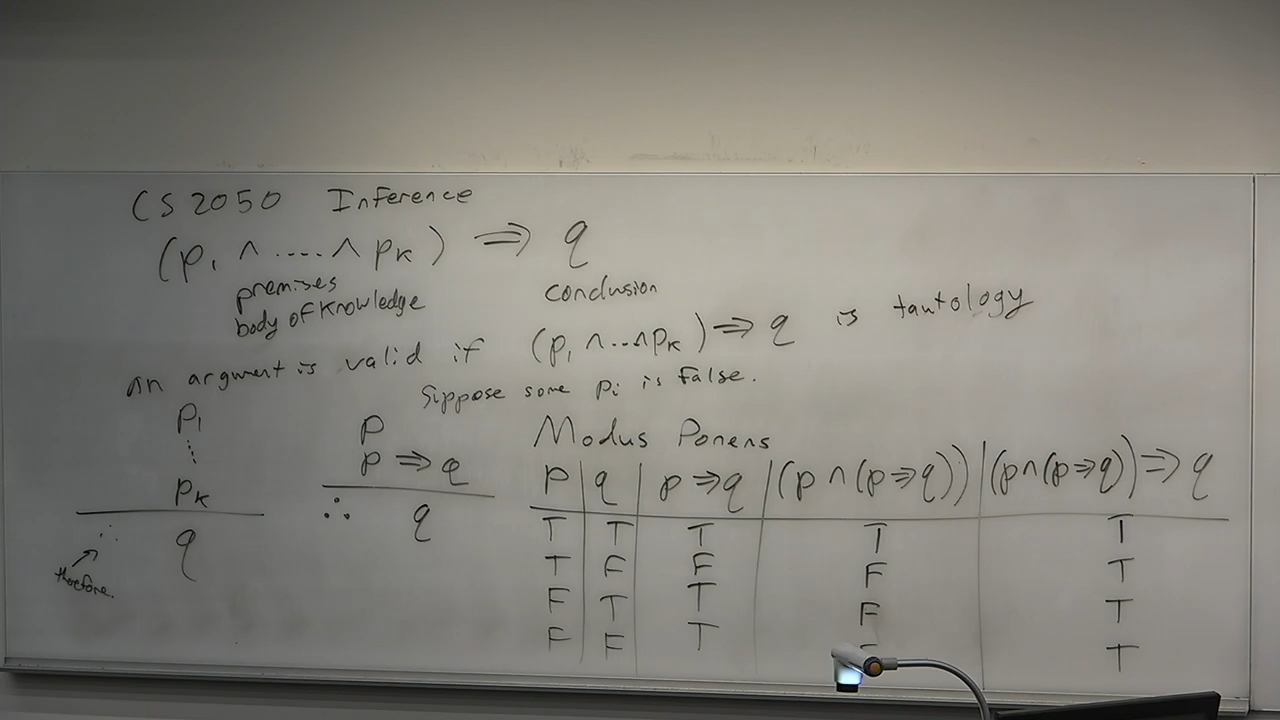 CS 2050 Inference
(p₁ ∧ ..... ∧ pₖ) ⇒ q
premises conclusion
body of Knowledge
an argument is valid if (p₁ ∧ ... ∧ pₖ) ⇒ q is tautology
Suppose some pᵢ is false.
p₁
⋮
pₖ
∴ q
therefore.
p
p ⇒ q
∴ q
Modus Ponens
p | q | p ⇒ q | (p ∧ (p ⇒ q)) | (p ∧ (p ⇒ q)) ⇒ q
T T T T T
T F F F T
F T T F T
F F T T